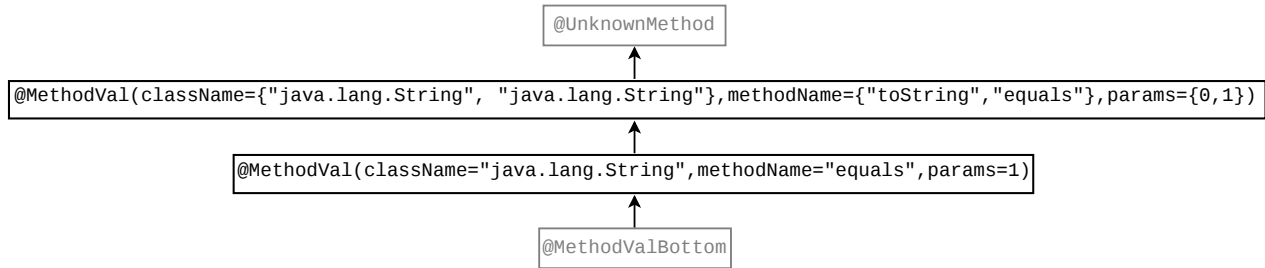 @UnknownMethod
@MethodVal(className={"java.lang.String", "java.lang.String"},methodName={"toString","equals"},params={0,1})
@MethodVal(className="java.lang.String",methodName="equals",params=1)
@MethodValBottom